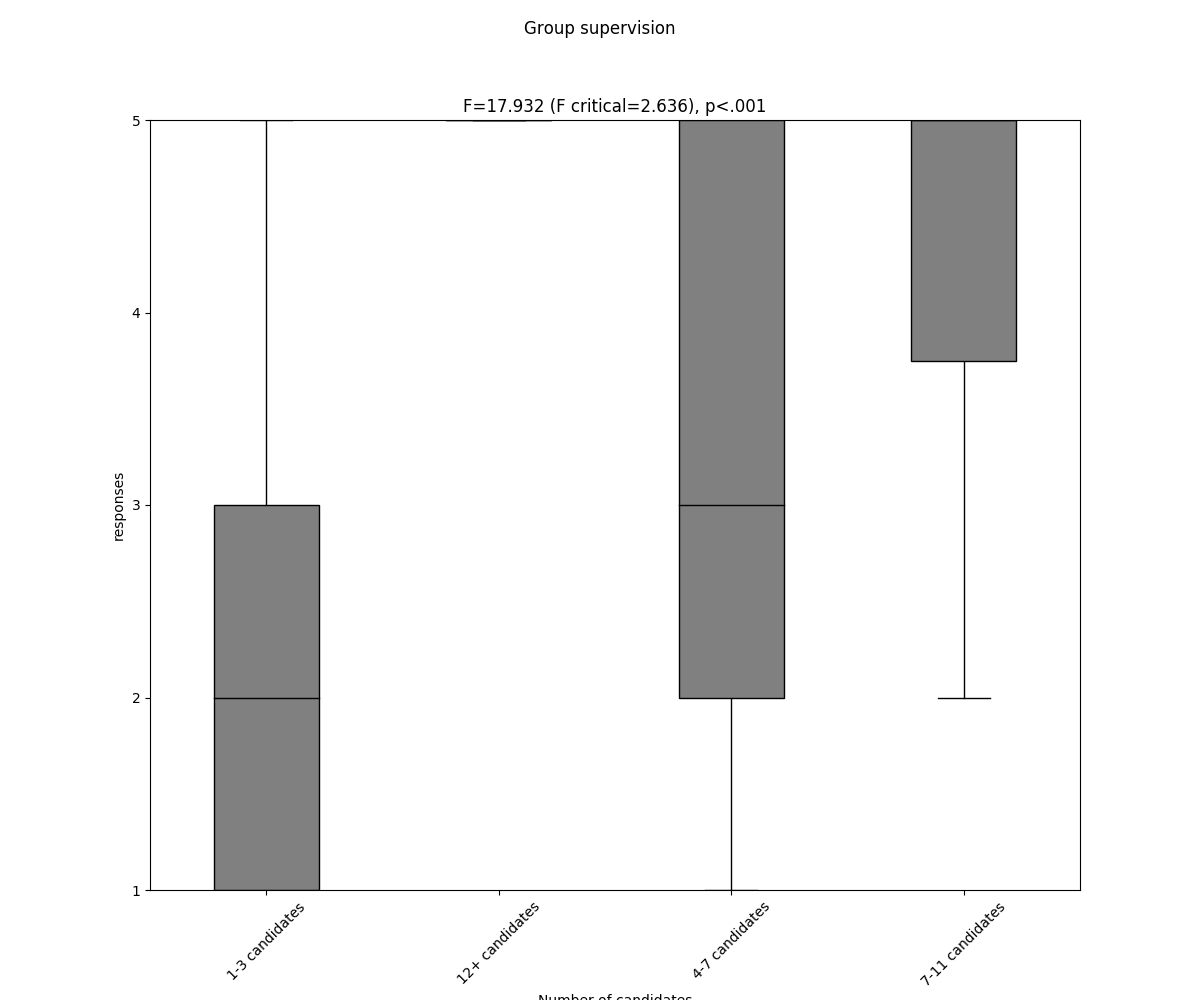 Group supervision
F=17.932 (F critical=2.636), p<.001
5
4
3
2
1
responses
1-3 candidates
12+ candidates
4-7 candidates
7-11 candidates
Number of candidates